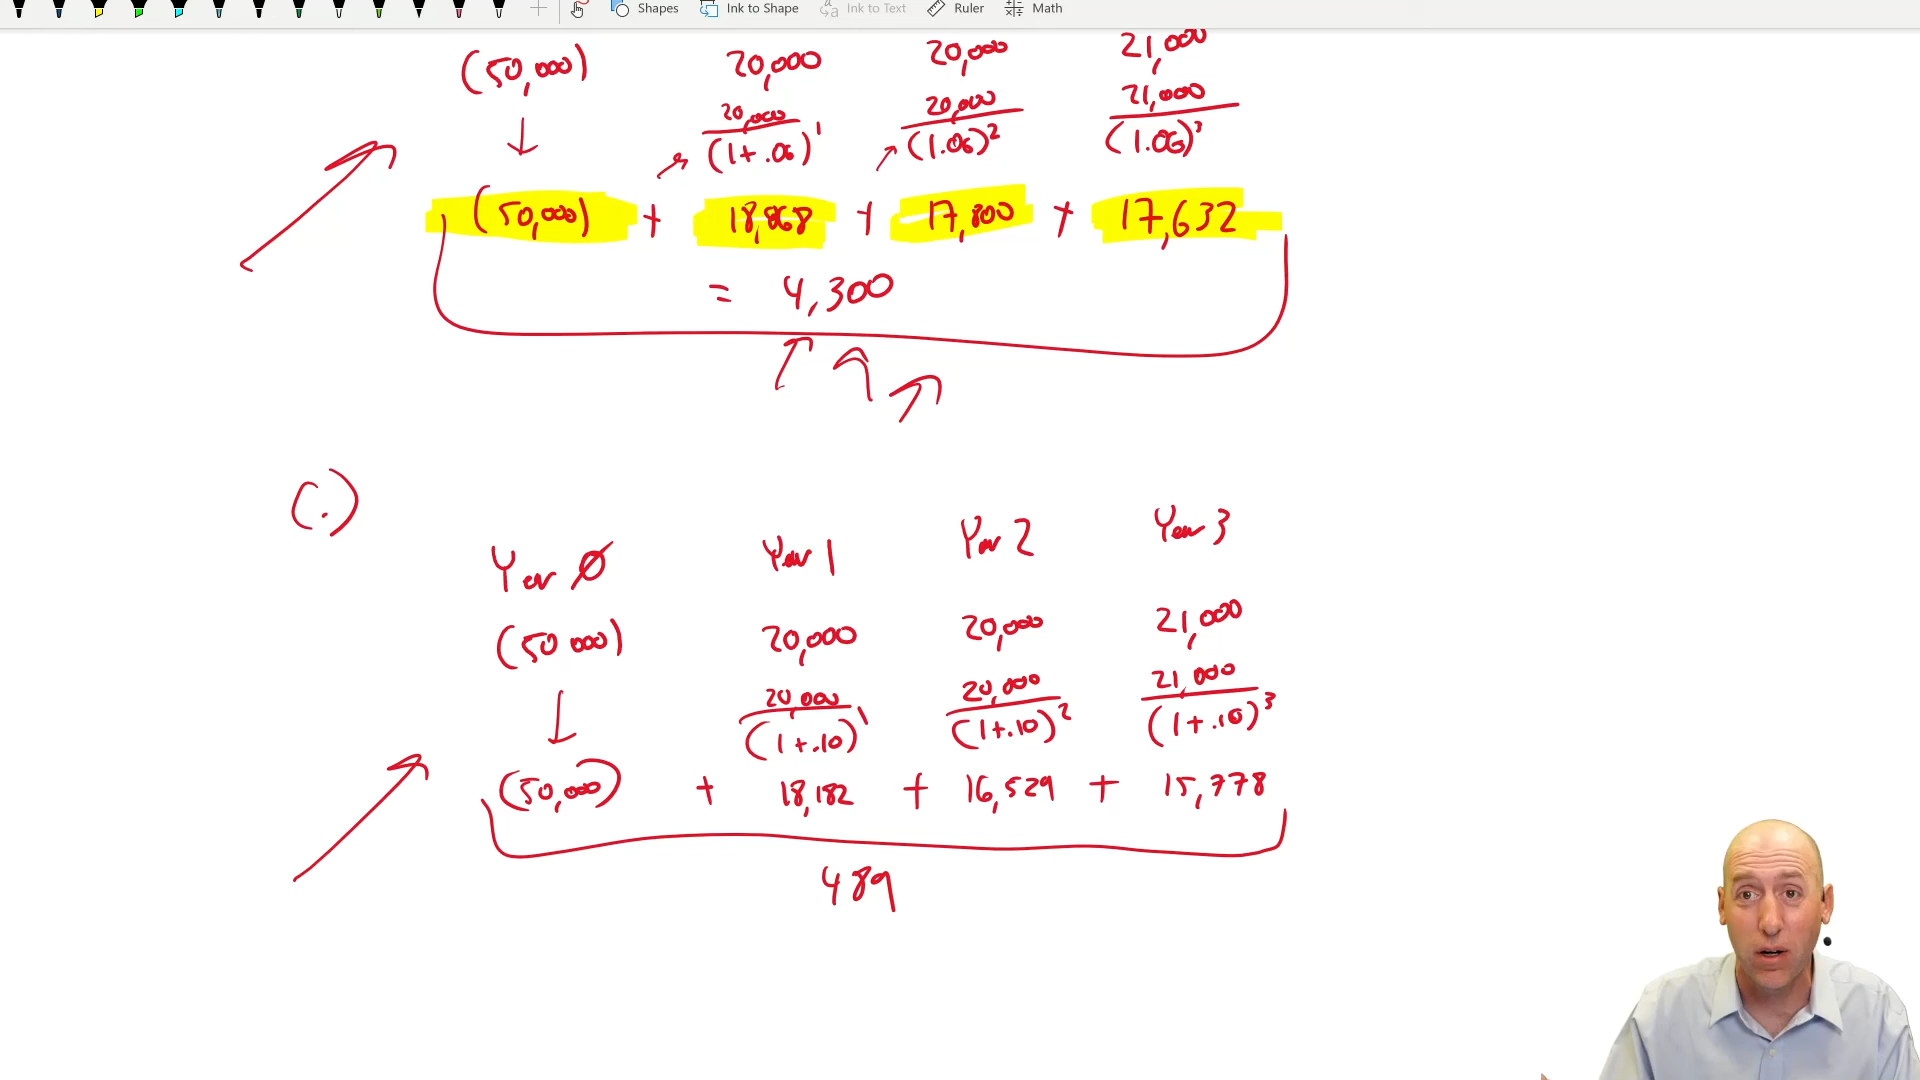 Shapes Ink to Shape Ink to Text Ruler Math
(50,000) 20,000 20,000 21,000
20,000 20,000 21,000
(1+.06)^1 (1.06)^2 (1.06)^3
(50,000) + 18,868 + 17,800 + 17,632
= 4,300
C.)
Year 0 Year 1 Year 2 Year 3
(50 000) 20,000 20,000 21,000
20,000 20,000 21,000
(1+.10)^1 (1+.10)^2 (1+.10)^3
(50,000) + 18,182 + 16,529 + 15,778
489